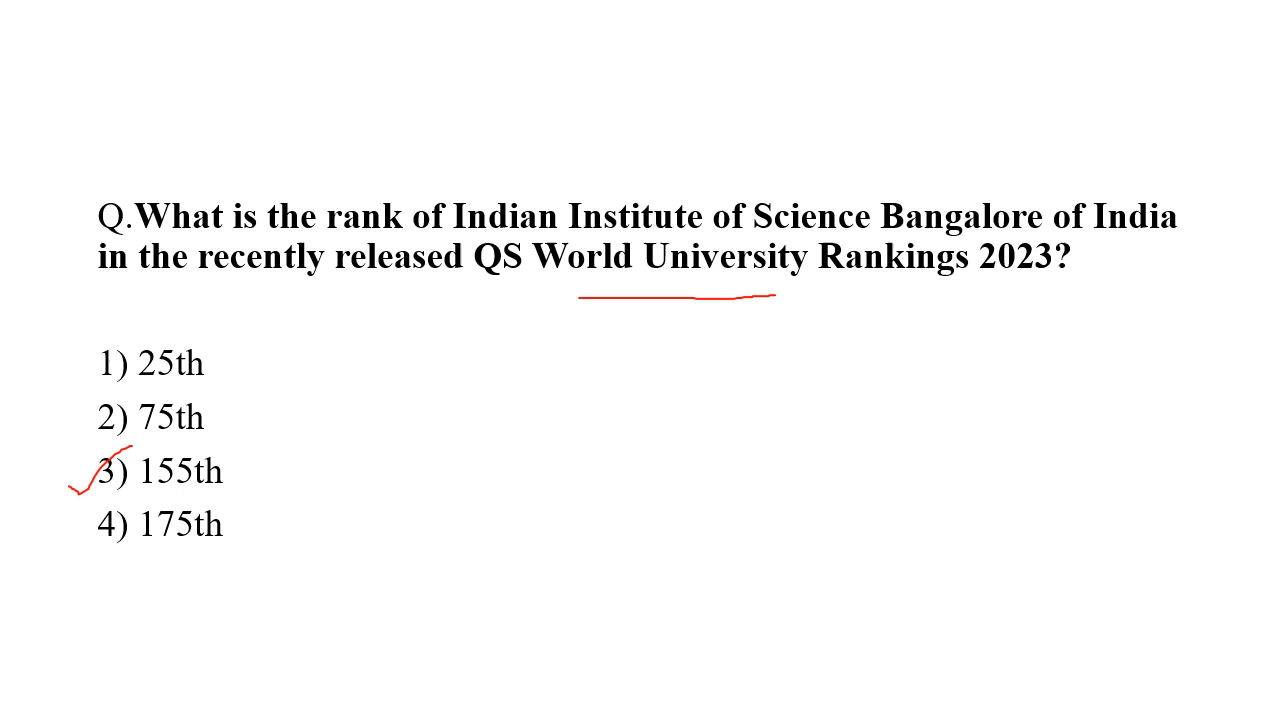 Q.What is the rank of Indian Institute of Science Bangalore of India
in the recently released QS World University Rankings 2023?
1) 25th
2) 75th
3) 155th
4) 175th